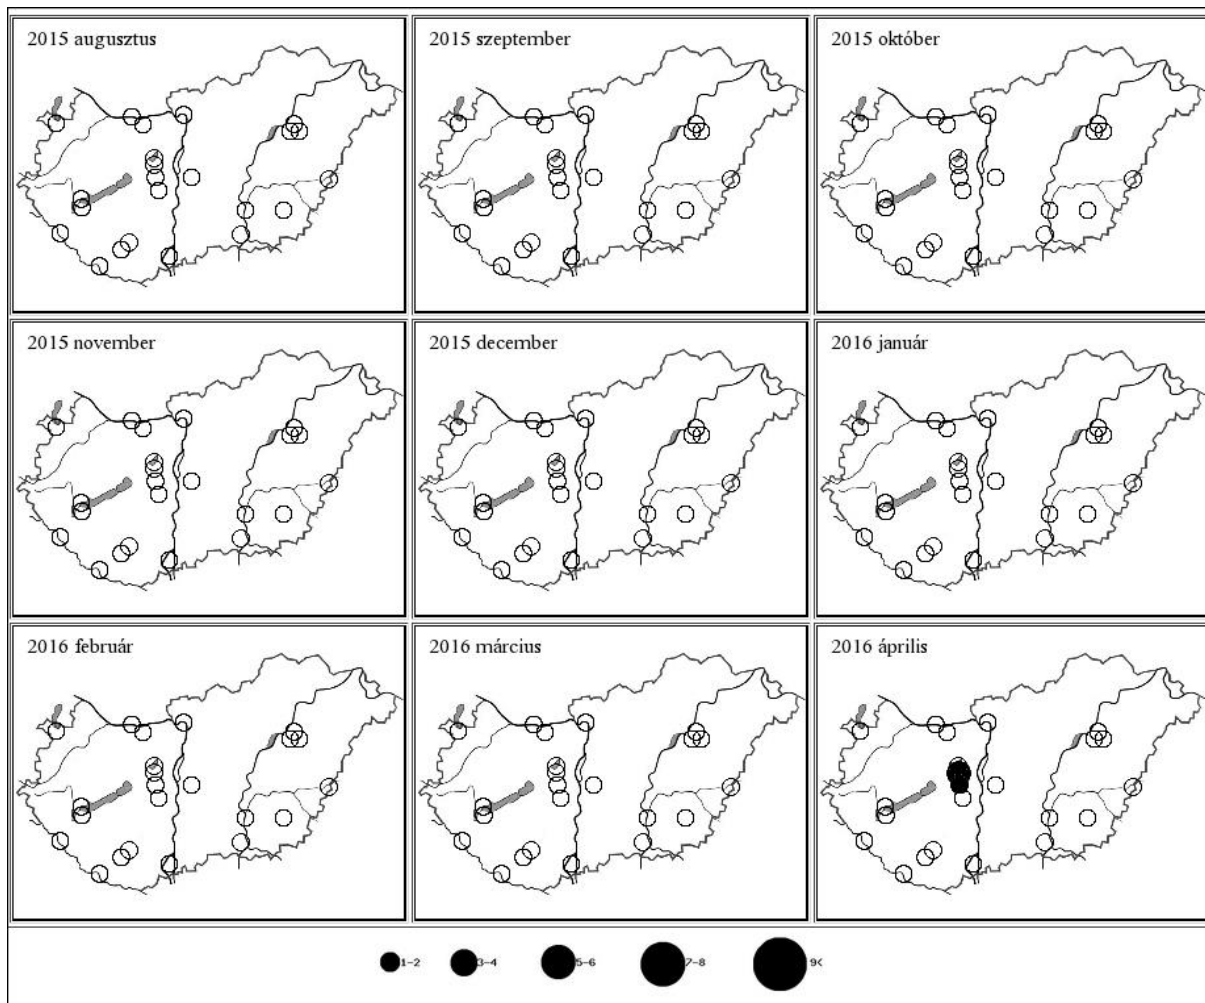 2015 augusztus
2015 szeptember
2015 október
2015 november
2015 december
2016 január
2016 február
2016 március
2016 április
1-2 3-4 5-6 7-8 9<